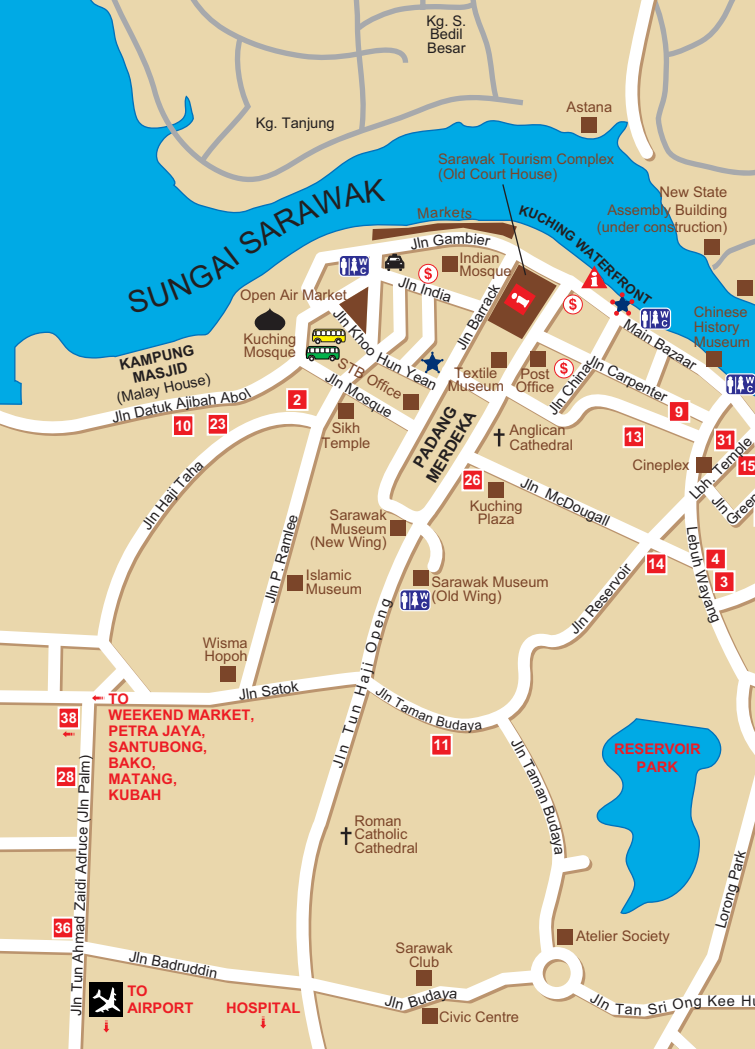 Kg. S.
Bedil
Besar
Kg. Tanjung
Astana
Sarawak Tourism Complex
(Old Court House)
New State
Assembly Building
(under construction)
SUNGAI SARAWAK
Markets
KUCHING WATERFRONT
Jln Gambier
W
C
Indian
Mosque
$
Jln India
Open Air Market
Jln Barrack
i
$
W
C
Chinese
History
Museum
Main Bazaar
Kuching
Mosque
Jln Khoo Hun Yean
KAMPUNG
MASJID
(Malay House)
STB Office
Textile
Museum
Post
Office
$
Jln China
Jln Carpenter
W
C
Jln Datuk Ajibah Abol
Jln Mosque
2
10
23
Sikh
Temple
PADANG
MERDEKA
Anglican
Cathedral
9
13
31
15
Cineplex
Lbh. Temple
Jln Green
Jln Haji Taha
26
Kuching
Plaza
Jln McDougall
Sarawak
Museum
(New Wing)
Jln P. Ramlee
Islamic
Museum
Sarawak Museum
(Old Wing)
W
C
14
4
3
Lebuh Wayang
Jln Reservoir
Wisma
Hopoh
Jln Satok
Jln Tun Haji Openg
Jln Taman Budaya
11
TO
WEEKEND MARKET,
PETRA JAYA,
SANTUBONG,
BAKO,
MATANG,
KUBAH
38
28
Jln Tun Ahmad Zaidi Adruce (Jln Palm)
Jln Taman Budaya
RESERVOIR
PARK
Roman
Catholic
Cathedral
Lorong Park
36
Jln Badruddin
Sarawak
Club
Atelier Society
TO
AIRPORT
HOSPITAL
Jln Budaya
Civic Centre
Jln Tan Sri Ong Kee Hu